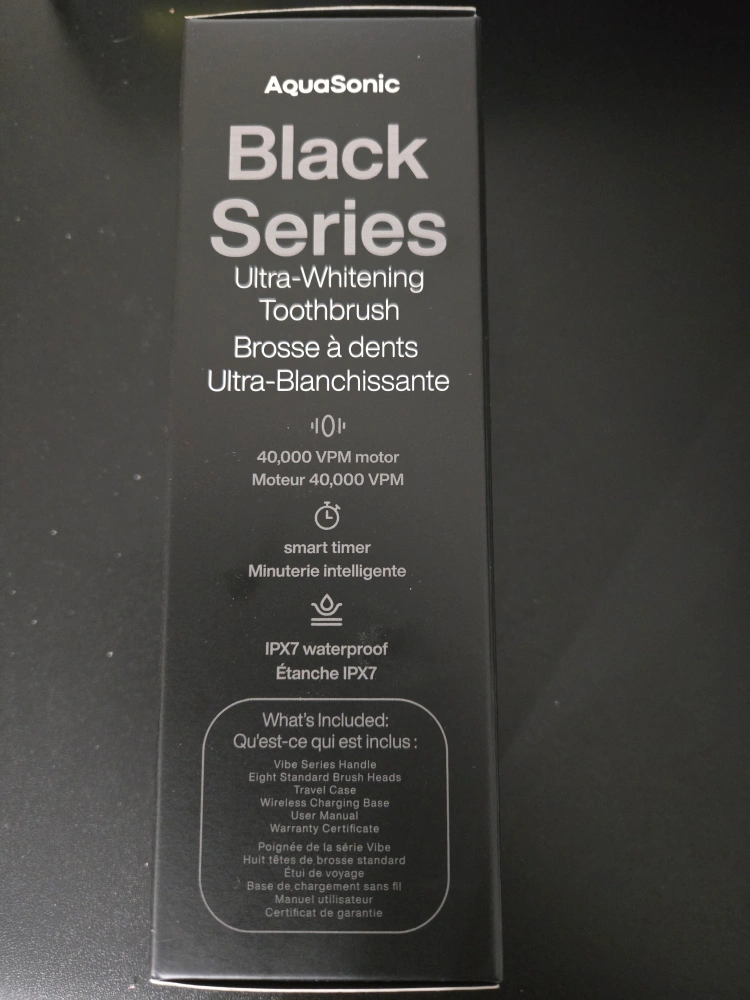 AquaSonic
Black
Series
Ultra-Whitening
Toothbrush
Brosse à dents
Ultra-Blanchissante
40,000 VPM motor
Moteur 40,000 VPM
smart timer
Minuterie intelligente
IPX7 waterproof
Étanche IPX7
What's Included:
Qu'est-ce qui est inclus :
Vibe Series Handle
Eight Standard Brush Heads
Travel Case
Wireless Charging Base
User Manual
Warranty Certificate
Poignée de la série Vibe
Huit têtes de brosse standard
Étui de voyage
Base de chargement sans fil
Manuel utilisateur
Certificat de garantie